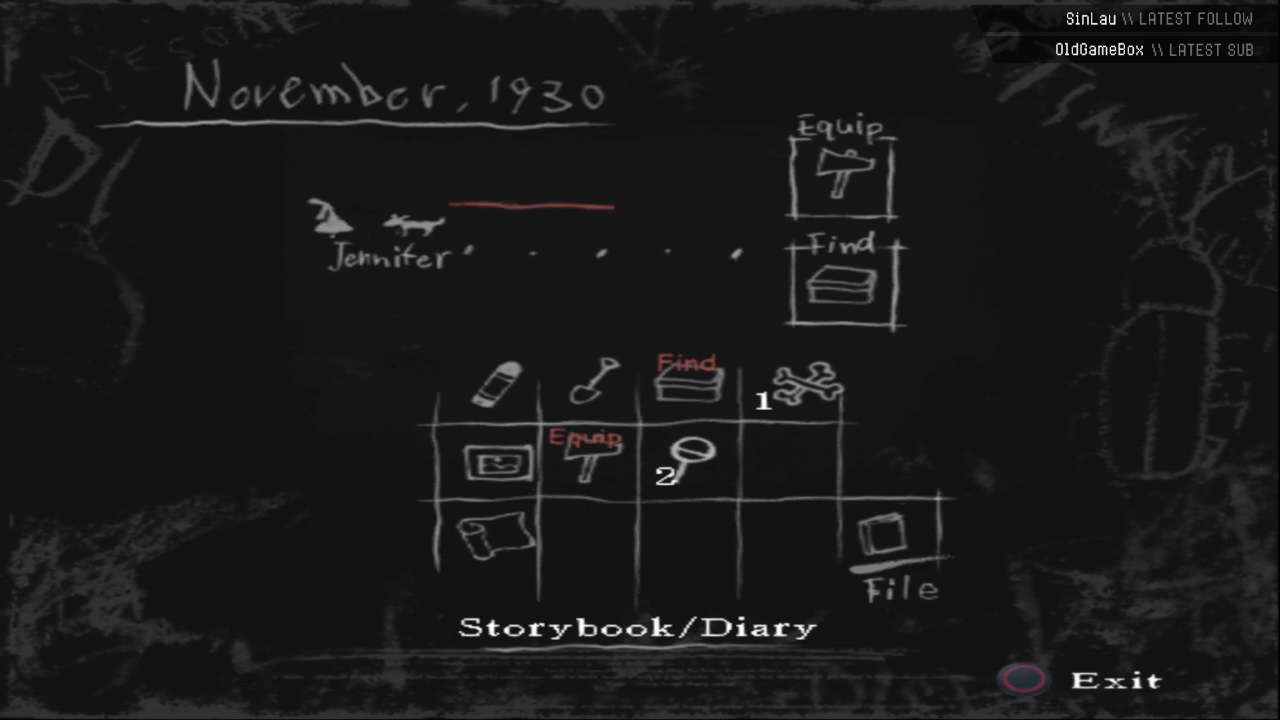 SinLau \\ LATEST FOLLOW
OldGameBox \\ LATEST SUB
EYESORE
November, 1930
Equip
Find
Jennifer
Find
1
Equip
2
File
Storybook/Diary
Exit